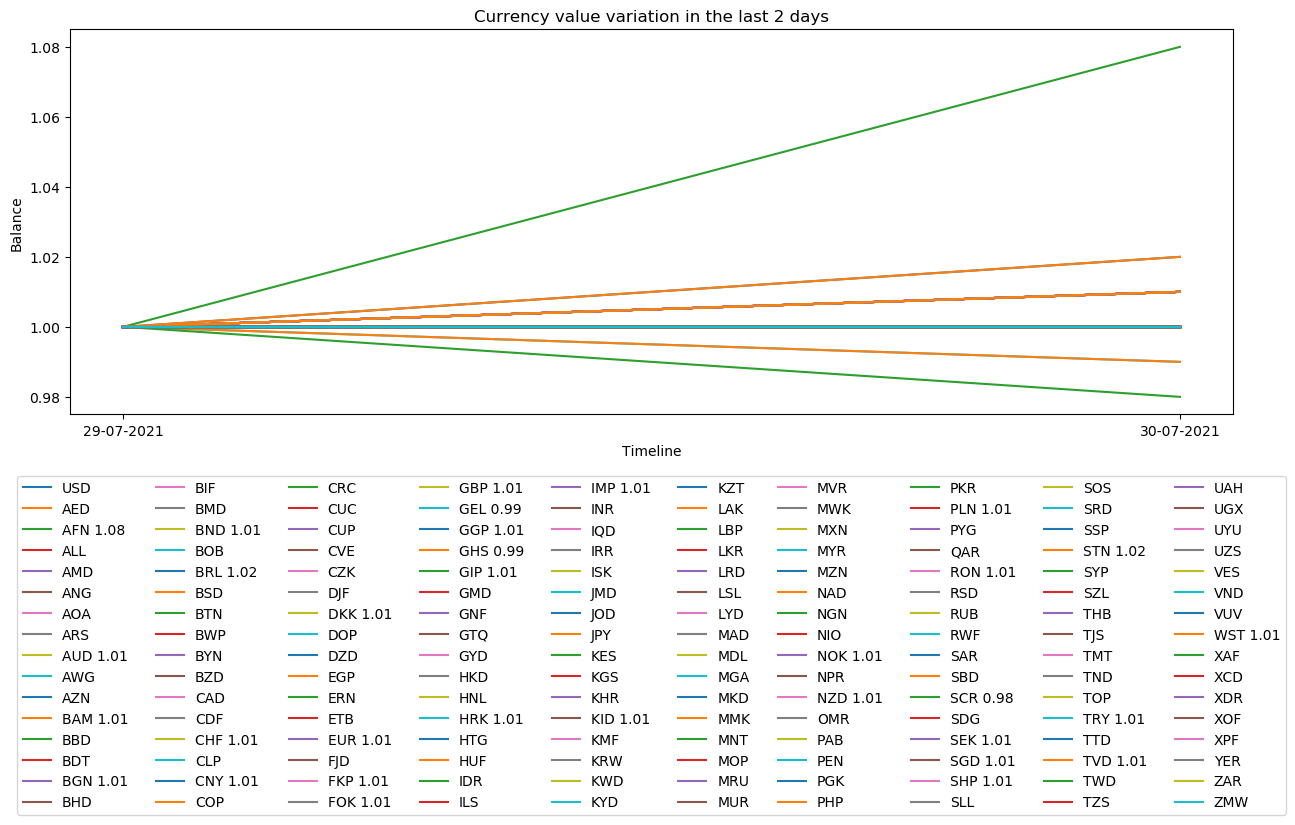 Currency value variation in the last 2 days
1.08
1.06
1.04
1.02
1.00
0.98
Balance
29-07-2021
30-07-2021
Timeline
USD
AED
AFN 1.08
ALL
AMD
ANG
AOA
ARS
AUD 1.01
AWG
AZN
BAM 1.01
BBD
BDT
BGN 1.01
BHD
BIF
BMD
BND 1.01
BOB
BRL 1.02
BSD
BTN
BWP
BYN
BZD
CAD
CDF
CHF 1.01
CLP
CNY 1.01
COP
CRC
CUC
CUP
CVE
CZK
DJF
DKK 1.01
DOP
DZD
EGP
ERN
ETB
EUR 1.01
FJD
FKP 1.01
FOK 1.01
GBP 1.01
GEL 0.99
GGP 1.01
GHS 0.99
GIP 1.01
GMD
GNF
GTQ
GYD
HKD
HNL
HRK 1.01
HTG
HUF
IDR
ILS
IMP 1.01
INR
IQD
IRR
ISK
JMD
JOD
JPY
KES
KGS
KHR
KID 1.01
KMF
KRW
KWD
KYD
KZT
LAK
LBP
LKR
LRD
LSL
LYD
MAD
MDL
MGA
MKD
MMK
MNT
MOP
MRU
MUR
MVR
MWK
MXN
MYR
MZN
NAD
NGN
NIO
NOK 1.01
NPR
NZD 1.01
OMR
PAB
PEN
PGK
PHP
PKR
PLN 1.01
PYG
QAR
RON 1.01
RSD
RUB
RWF
SAR
SBD
SCR 0.98
SDG
SEK 1.01
SGD 1.01
SHP 1.01
SLL
SOS
SRD
SSP
STN 1.02
SYP
SZL
THB
TJS
TMT
TND
TOP
TRY 1.01
TTD
TVD 1.01
TWD
TZS
UAH
UGX
UYU
UZS
VES
VND
VUV
WST 1.01
XAF
XCD
XDR
XOF
XPF
YER
ZAR
ZMW